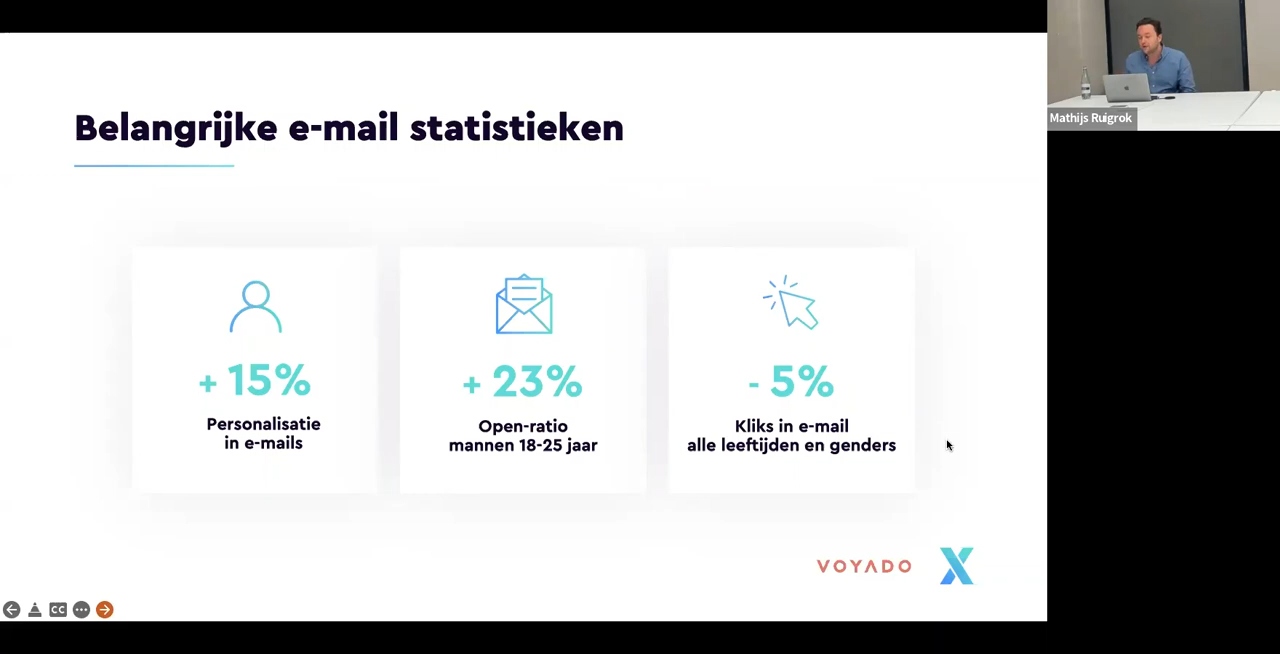 Belangrijke e-mail statistieken
+ 15%
Personalisatie
in e-mails
+ 23%
Open-ratio
mannen 18-25 jaar
- 5%
Kliks in e-mail
alle leeftijden en genders
VOYADO
X
CC
Mathijs Ruigrok